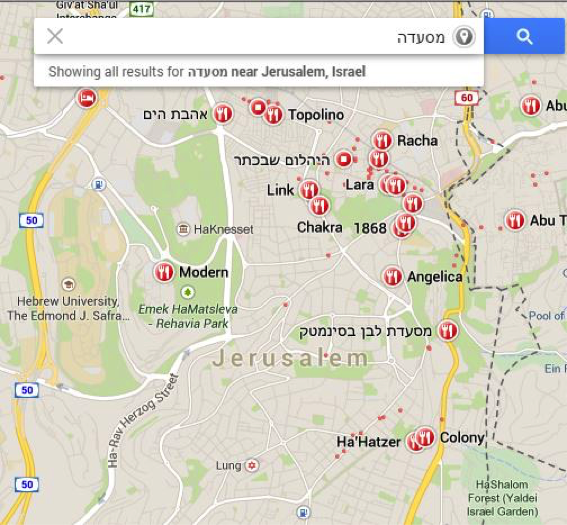 Giv'at Sha'ul
Interchange
417
מסעדה
Showing all results for מסעדה near Jerusalem, Israel
60
אהבת הים
Topolino
Racha
היהלום שבכתר
Link
Lara
Chakra
1868
Abu T
50
HaKnesset
Modern
Angelica
Hebrew University,
The Edmond J. Safra...
Emek HaMatsleva
- Rehavia Park
מסעדת לבן בסינמטק
Pool of
Jerusalem
Ein
50
Ha-Rav Herzog Street
Ha'Hatzer
Colony
Lung
50
HaShalom
Forest (Yaldei
Israel Garden)